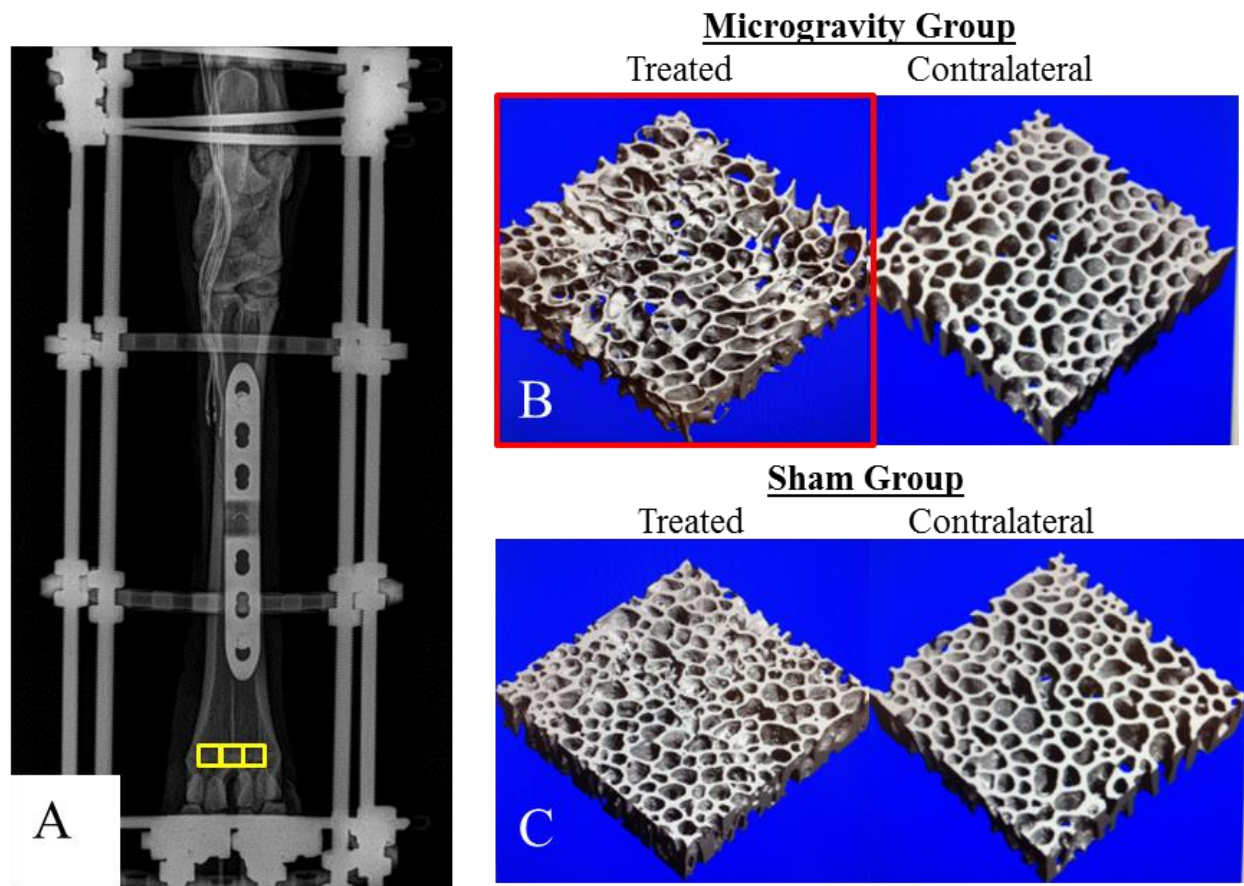 Microgravity Group
Treated Contralateral
B
Sham Group
Treated Contralateral
A
C